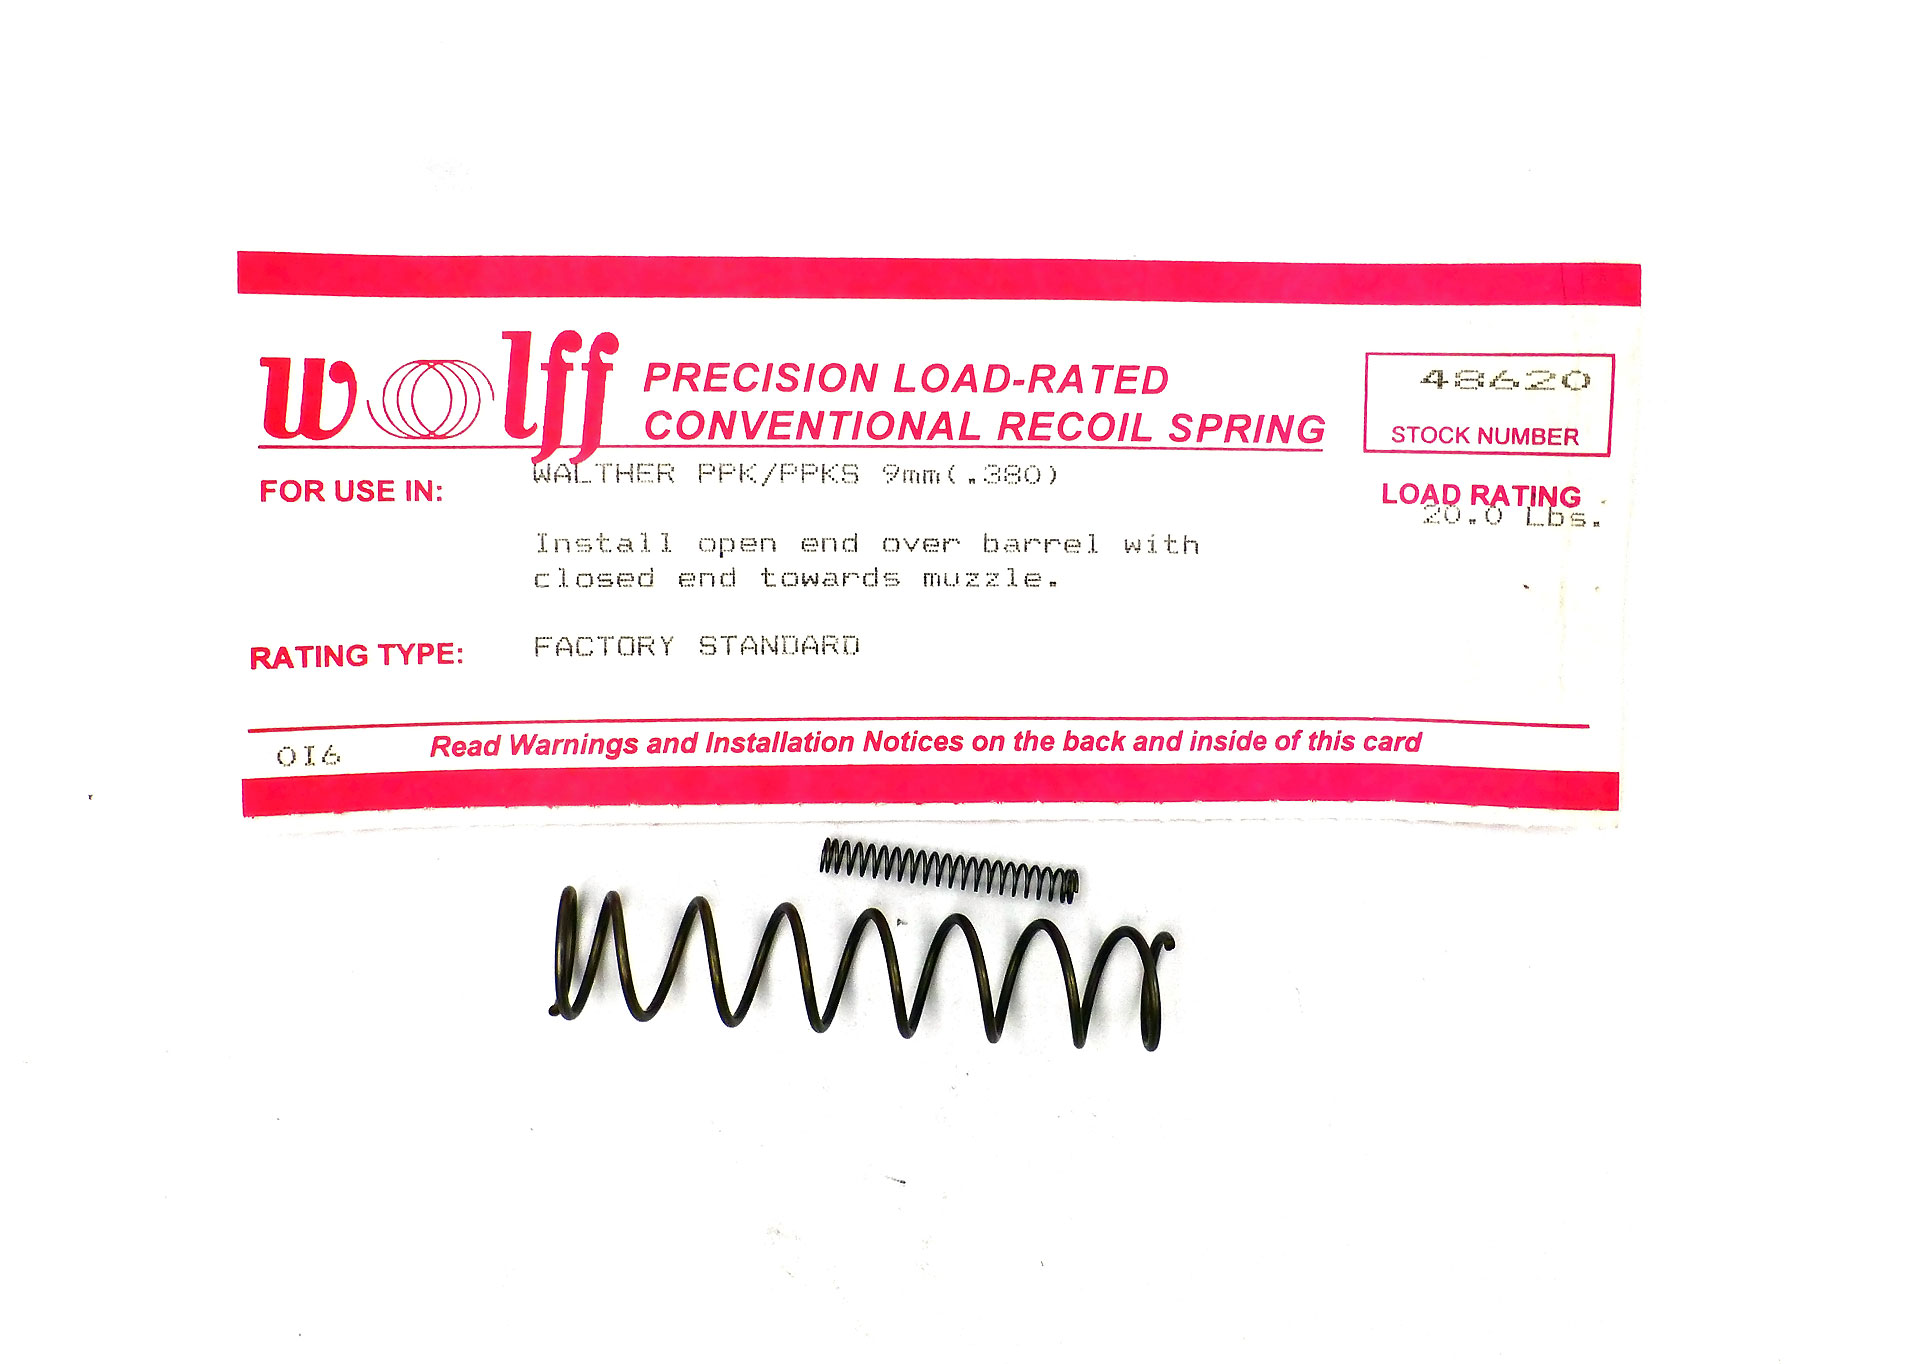 wolff
PRECISION LOAD-RATED
CONVENTIONAL RECOIL SPRING
48620
STOCK NUMBER
FOR USE IN: WALTHER PPK/PPKS 9mm(.380)
LOAD RATING
20.0 Lbs.
Install open end over barrel with
closed end towards muzzle.
RATING TYPE: FACTORY STANDARD
OI6
Read Warnings and Installation Notices on the back and inside of this card